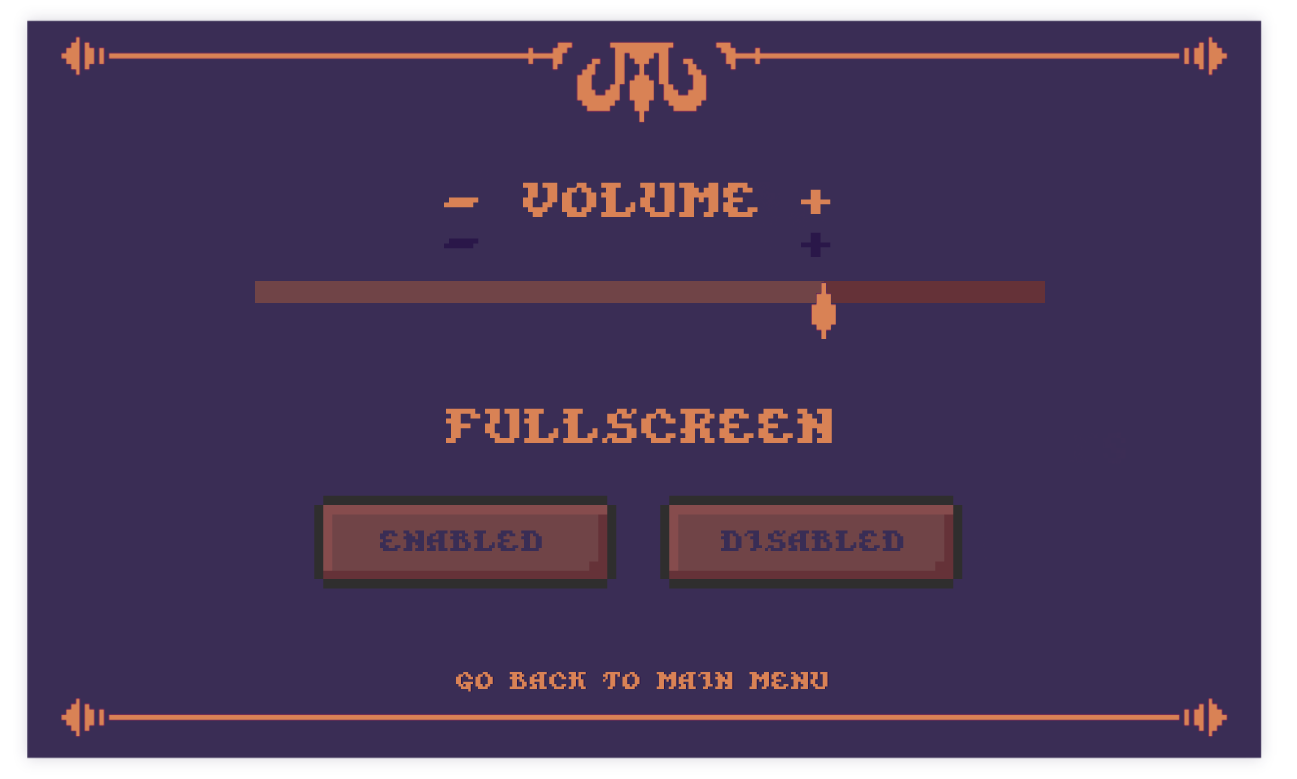 - VOLUME +
- +
FULLSCREEN
ENABLED DISABLED
GO BACK TO MAIN MENU